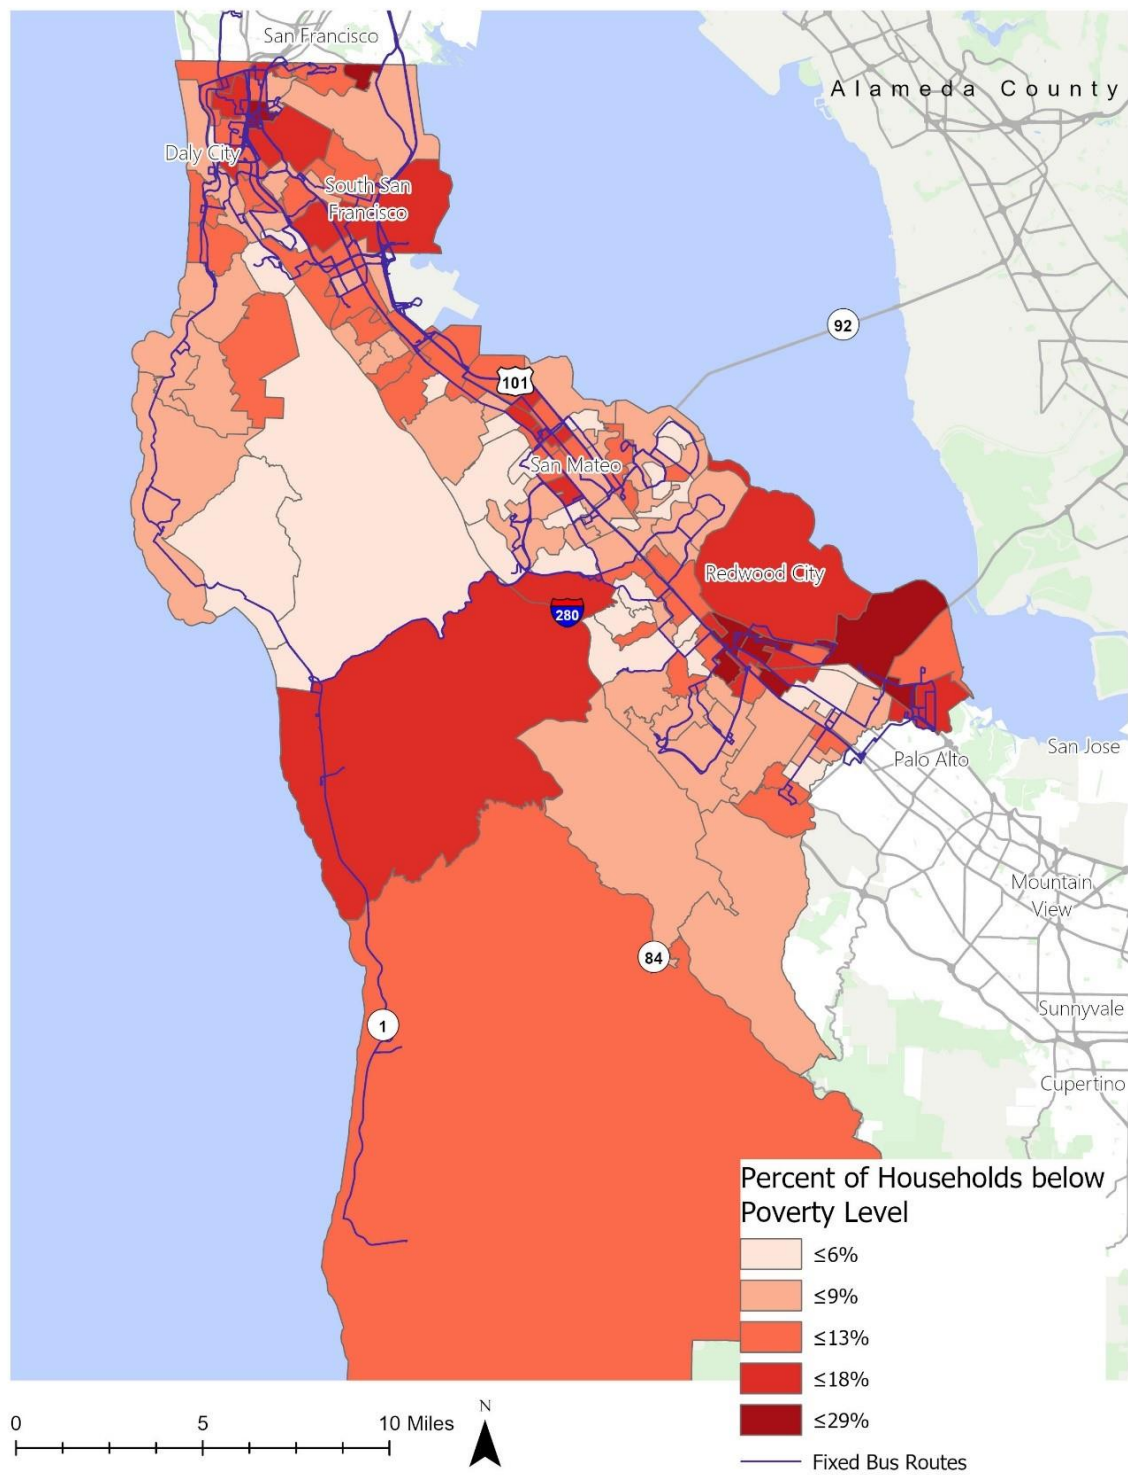 San Francisco
Alameda County
Daly City
South San
Francisco
92
101
San Mateo
Redwood City
280
San Jose
Palo Alto
Mountain
View
84
Sunnyvale
1
Cupertino
Percent of Households below
Poverty Level
≤6%
≤9%
≤13%
≤18%
≤29%
Fixed Bus Routes
0 5 10 Miles
N